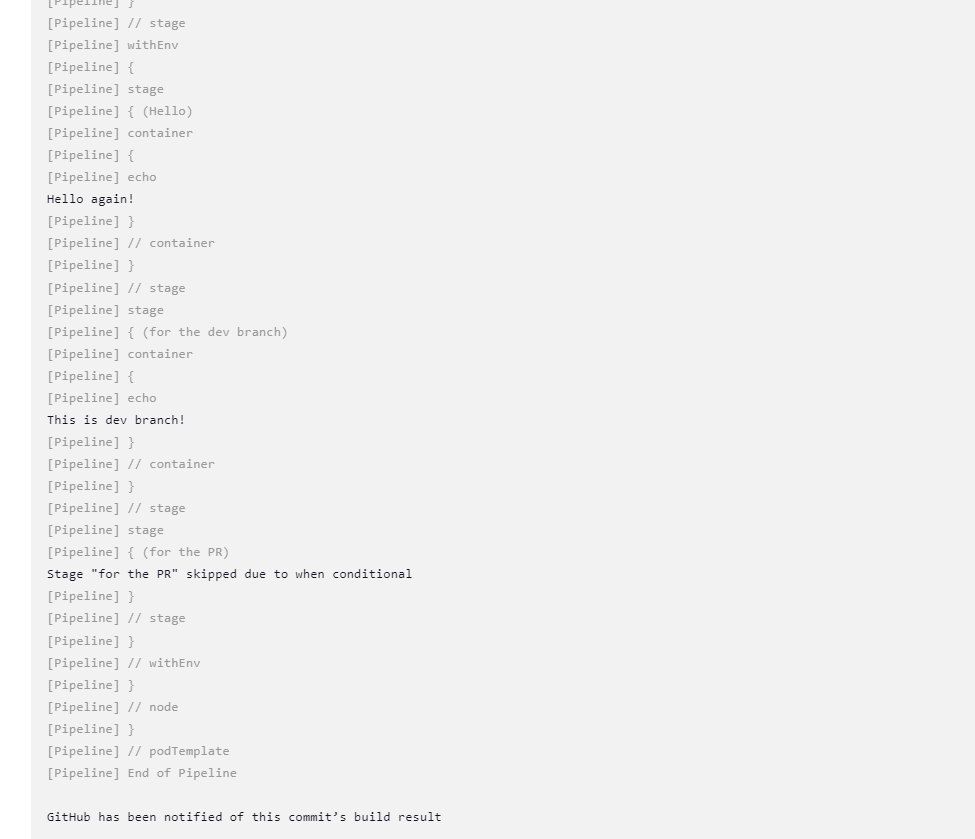 [Pipeline] }
[Pipeline] // stage
[Pipeline] withEnv
[Pipeline] {
[Pipeline] stage
[Pipeline] { (Hello)
[Pipeline] container
[Pipeline] {
[Pipeline] echo
Hello again!
[Pipeline] }
[Pipeline] // container
[Pipeline] }
[Pipeline] // stage
[Pipeline] stage
[Pipeline] { (for the dev branch)
[Pipeline] container
[Pipeline] {
[Pipeline] echo
This is dev branch!
[Pipeline] }
[Pipeline] // container
[Pipeline] }
[Pipeline] // stage
[Pipeline] stage
[Pipeline] { (for the PR)
Stage "for the PR" skipped due to when conditional
[Pipeline] }
[Pipeline] // stage
[Pipeline] }
[Pipeline] // withEnv
[Pipeline] }
[Pipeline] // node
[Pipeline] }
[Pipeline] // podTemplate
[Pipeline] End of Pipeline
GitHub has been notified of this commit’s build result